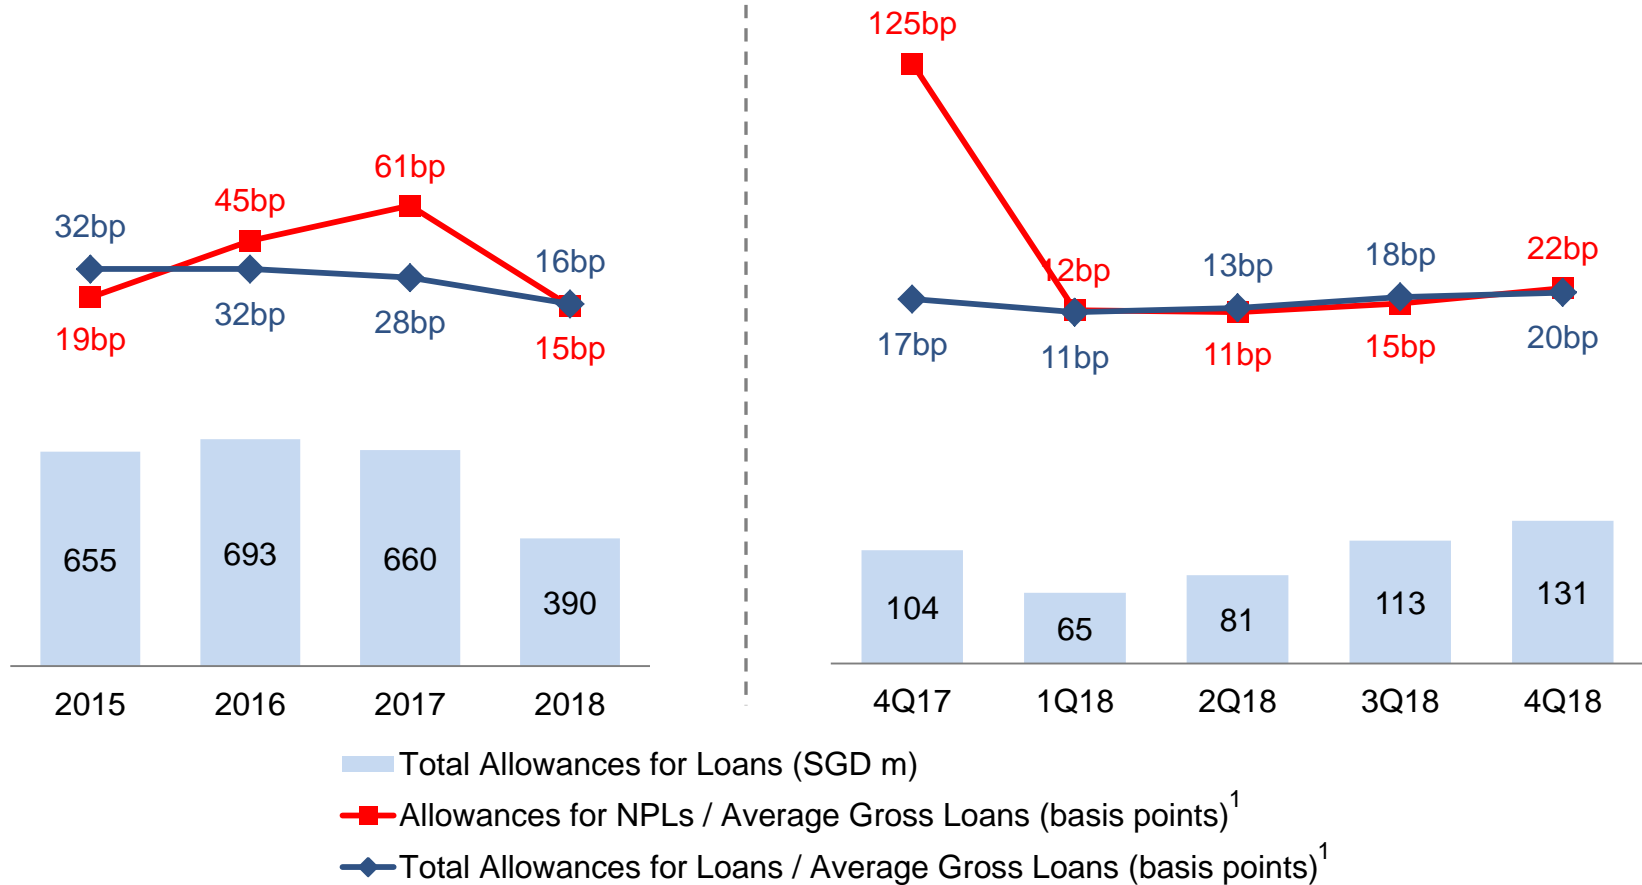 125bp
61bp
45bp
32bp
16bp
12bp
13bp
18bp
22bp
19bp
32bp
28bp
15bp
17bp
11bp
11bp
15bp
20bp
655
693
660
390
104
65
81
113
131
2015
2016
2017
2018
4Q17
1Q18
2Q18
3Q18
4Q18
Total Allowances for Loans (SGD m)
Allowances for NPLs / Average Gross Loans (basis points)¹
Total Allowances for Loans / Average Gross Loans (basis points)¹